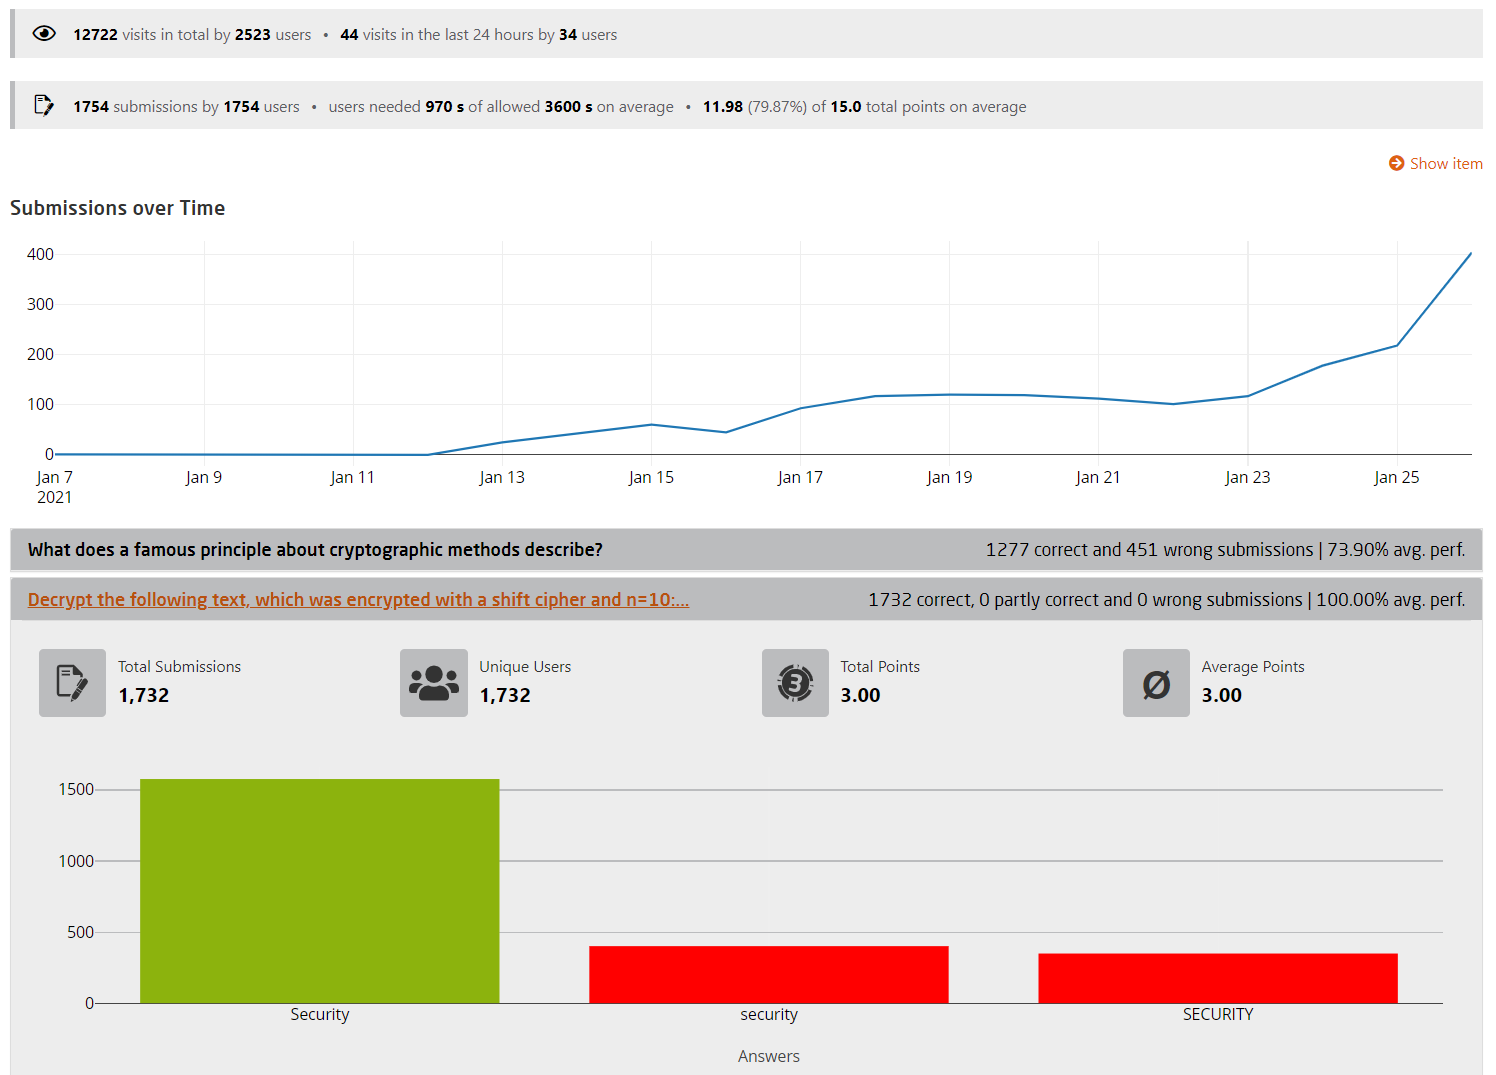 12722 visits in total by 2523 users • 44 visits in the last 24 hours by 34 users
1754 submissions by 1754 users • users needed 970 s of allowed 3600 s on average • 11.98 (79.87%) of 15.0 total points on average
Show item
Submissions over Time
400
300
200
100
0
Jan 7 Jan 9 Jan 11 Jan 13 Jan 15 Jan 17 Jan 19 Jan 21 Jan 23 Jan 25
2021
What does a famous principle about cryptographic methods describe? 1277 correct and 451 wrong submissions | 73.90% avg. perf.
Decrypt the following text, which was encrypted with a shift cipher and n=10:... 1732 correct, 0 partly correct and 0 wrong submissions | 100.00% avg. perf.
Total Submissions Unique Users Total Points Average Points
1,732 1,732 3 3.00 Ø 3.00
1500
1000
500
0
Security security SECURITY
Answers